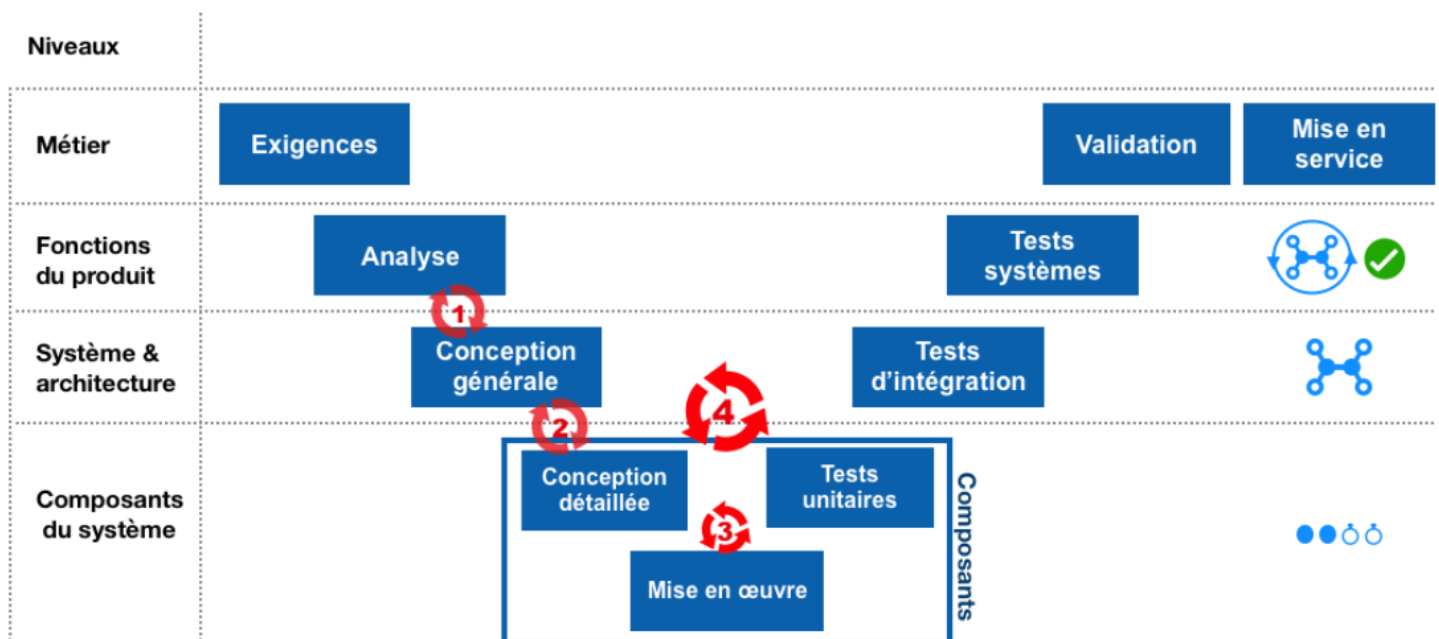 Niveaux
Métier
Exigences
Validation
Mise en
service
Fonctions
du produit
Analyse
Tests
systèmes
1
Système &
architecture
Conception
générale
Tests
d'intégration
4
2
Composants
du système
Conception
détaillée
Tests
unitaires
3
Mise en œuvre
Composants